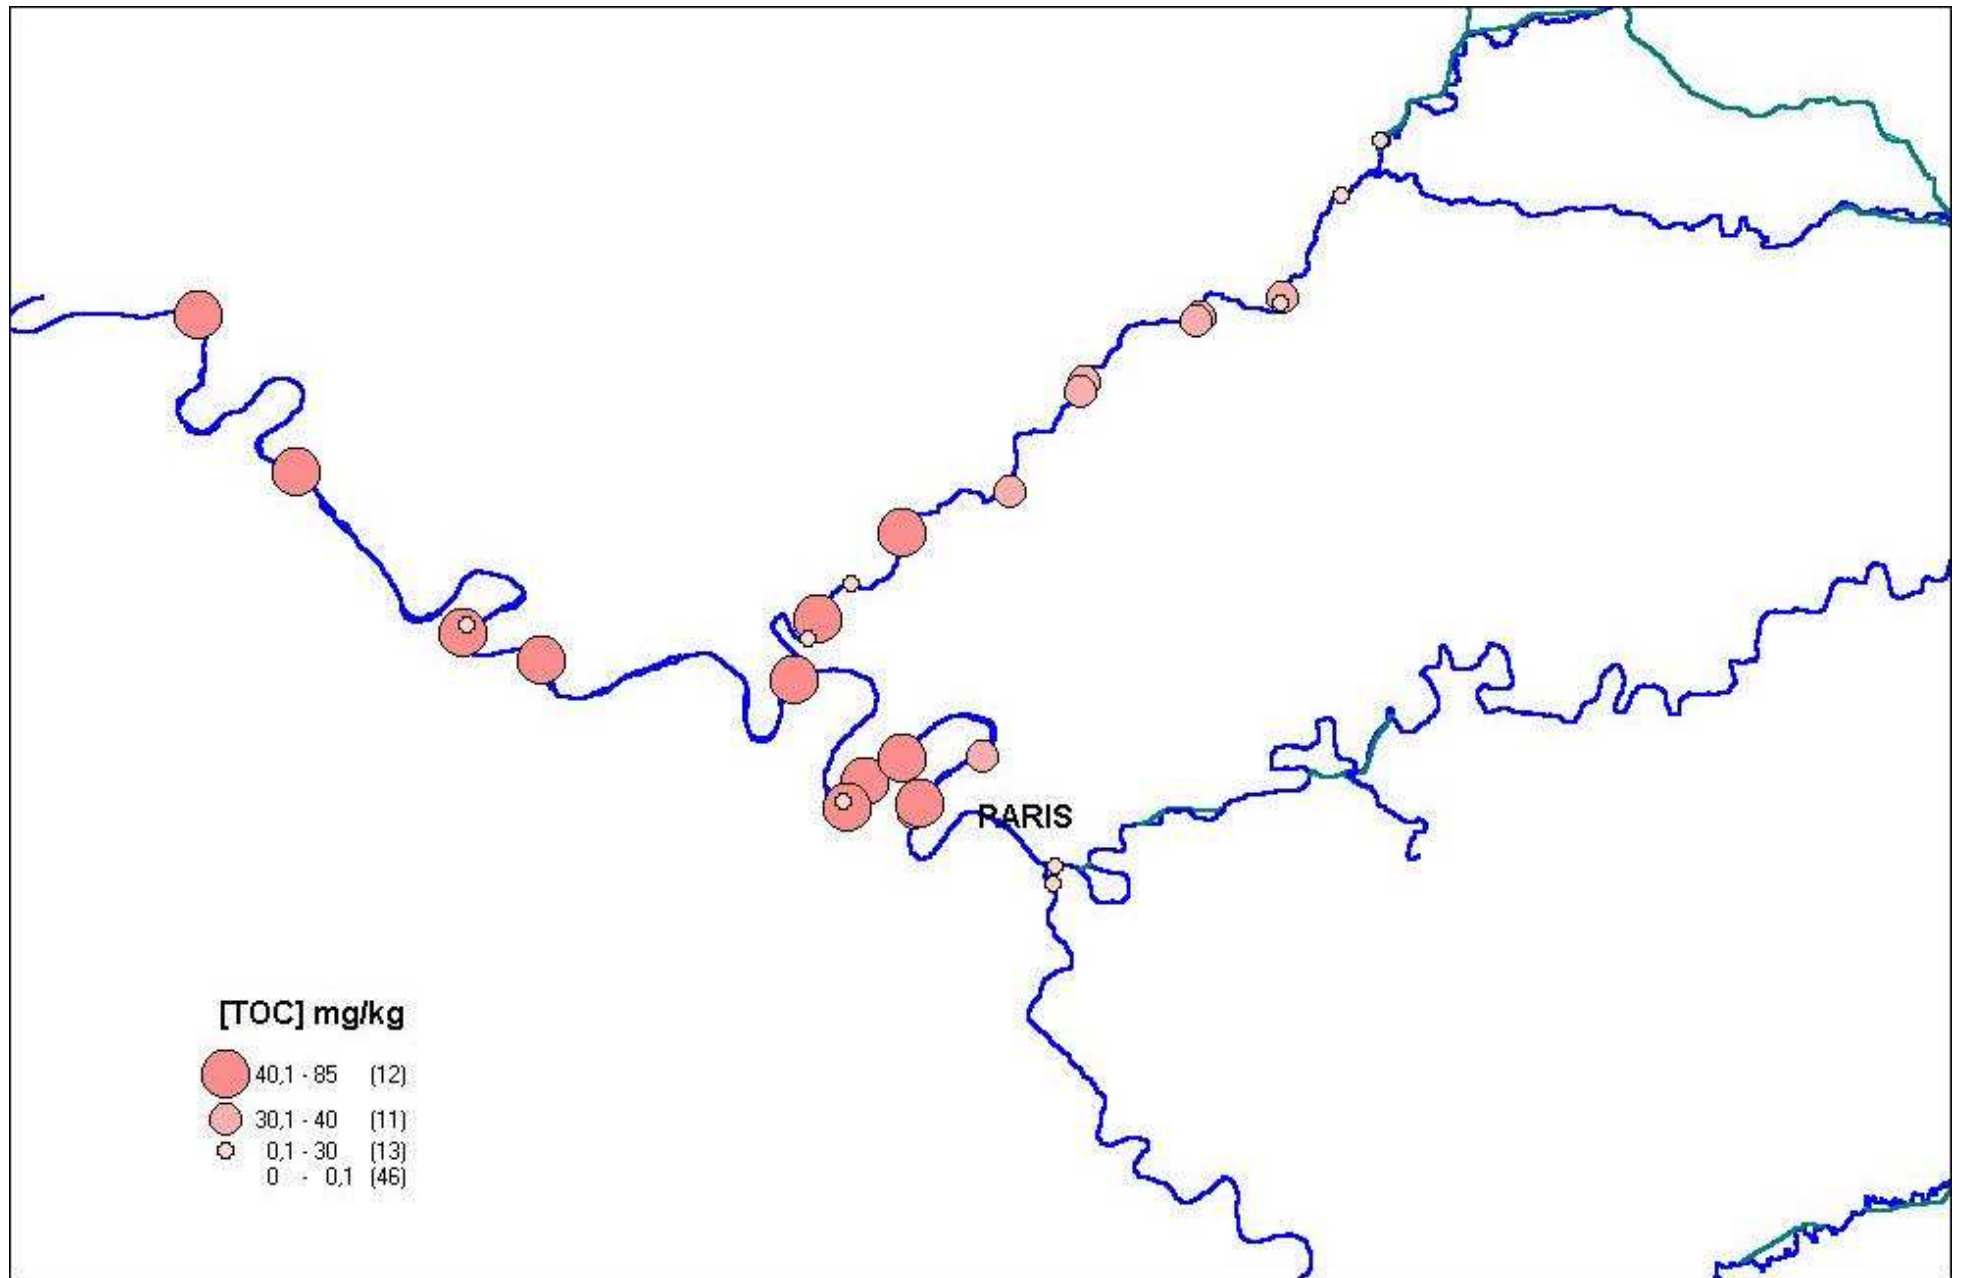 PARIS
[TOC] mg/kg
40,1 - 85 (12)
30,1 - 40 (11)
0,1 - 30 (13)
0 - 0,1 (46)